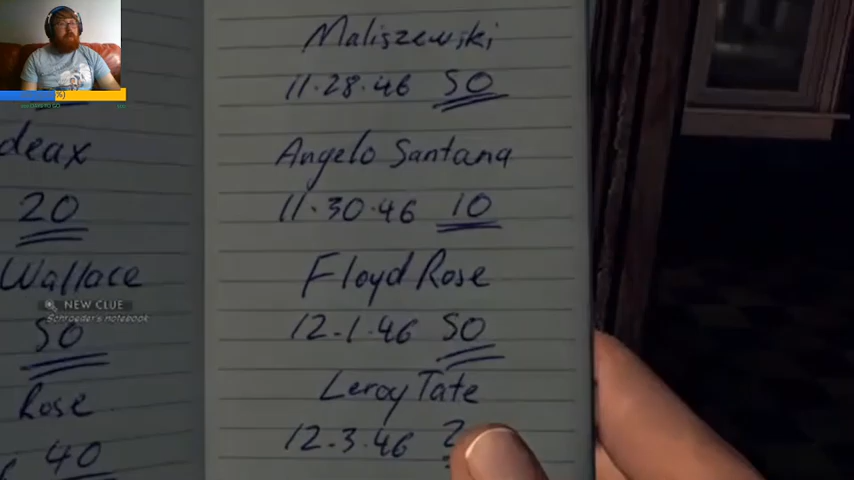 deax
20
Wallace
50
Rose
40
NEW CLUE
Schroeder's notebook
Maliszewski
11-28-46 50
Angelo Santana
11-30-46 10
Floyd Rose
12-1-46 50
Leroy Tate
12-3-46 2